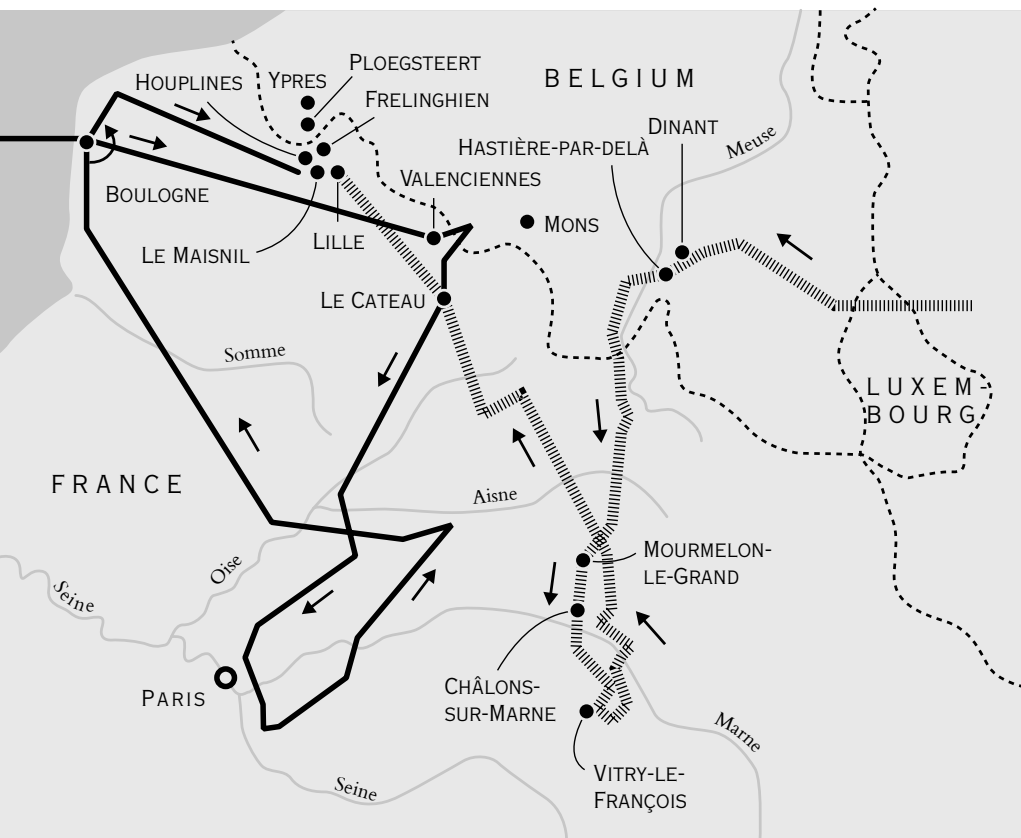 PLOEGSTEERT
HOUPLINES
YPRES
BELGIUM
FRELINGHIEN
DINANT
Meuse
HASTIÈRE-PAR-DELÀ
VALENCIENNES
BOULOGNE
MONS
LILLE
LE MAISNIL
LE CATEAU
Somme
LUXEM-
BOURG
FRANCE
Aisne
MOURMELON-
LE-GRAND
Oise
Seine
PARIS
CHÂLONS-
SUR-MARNE
Marne
Seine
VITRY-LE-
FRANÇOIS